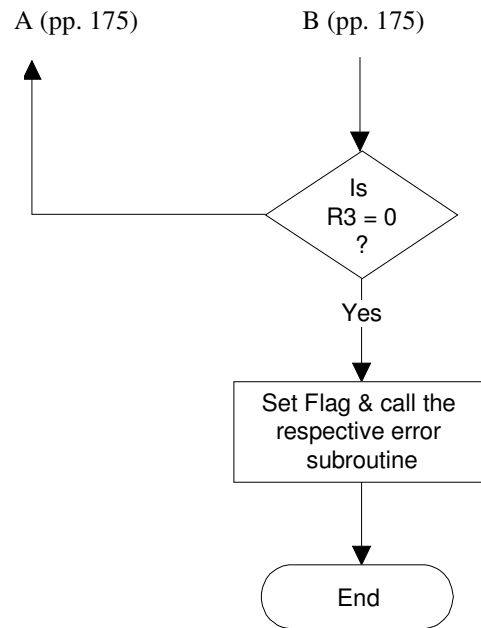 A (pp. 175)
B (pp. 175)
Is
R3 = 0
?
Yes
Set Flag & call the
respective error
subroutine
End